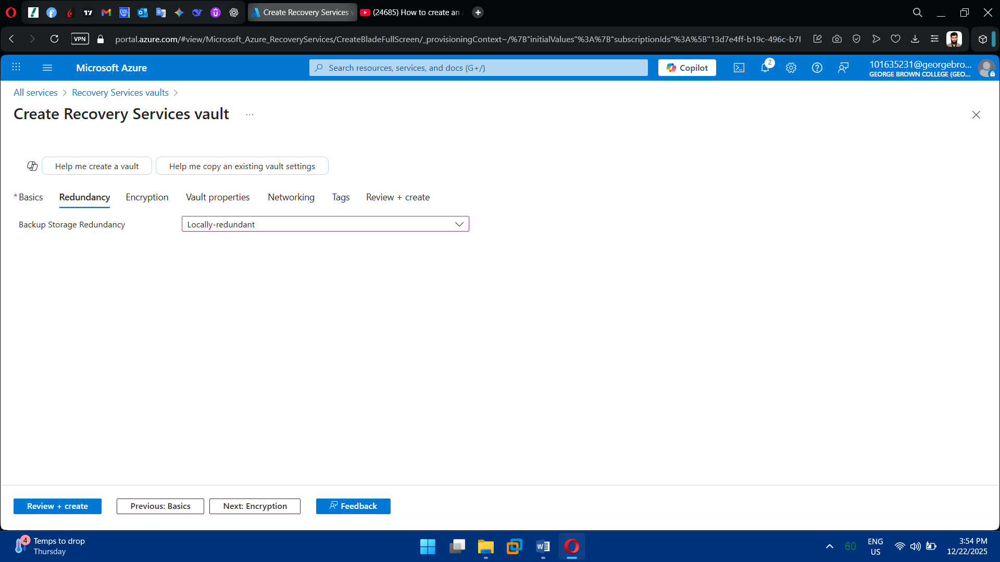 Create Recovery Services v
(24685) How to create an
VPN
portal.azure.com/#view/Microsoft_Azure_RecoveryServices/CreateBladeFullScreen/_provisioningContext~/%7B"initialValues"%3A%7B"subscriptionIds"%3A%5B"13d7e4ff-b19c-496c-b7f
Microsoft Azure
Search resources, services, and docs (G+/)
Copilot
2
101635231@georgebro...
GEORGE BROWN COLLEGE (GEO...
All services
Recovery Services vaults
Create Recovery Services vault
Help me create a vault
Help me copy an existing vault settings
* Basics
Redundancy
Encryption
Vault properties
Networking
Tags
Review + create
Backup Storage Redundancy
Locally-redundant
Review + create
Previous: Basics
Next: Encryption
Feedback
4
Temps to drop
Thursday
60
ENG
US
3:54 PM
12/22/2025